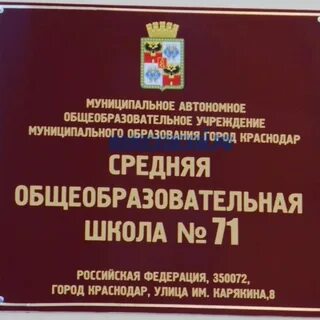 МУНИЦИПАЛЬНОЕ АВТОНОМНОЕ
ОБЩЕОБРАЗОВАТЕЛЬНОЕ УЧРЕЖДЕНИЕ
МУНИЦИПАЛЬНОГО ОБРАЗОВАНИЯ ГОРОД КРАСНОДАР
СРЕДНЯЯ
ОБЩЕОБРАЗОВАТЕЛЬНАЯ
ШКОЛА № 71
РОССИЙСКАЯ ФЕДЕРАЦИЯ, 350072,
ГОРОД КРАСНОДАР, УЛИЦА ИМ. КАРЯКИНА,8